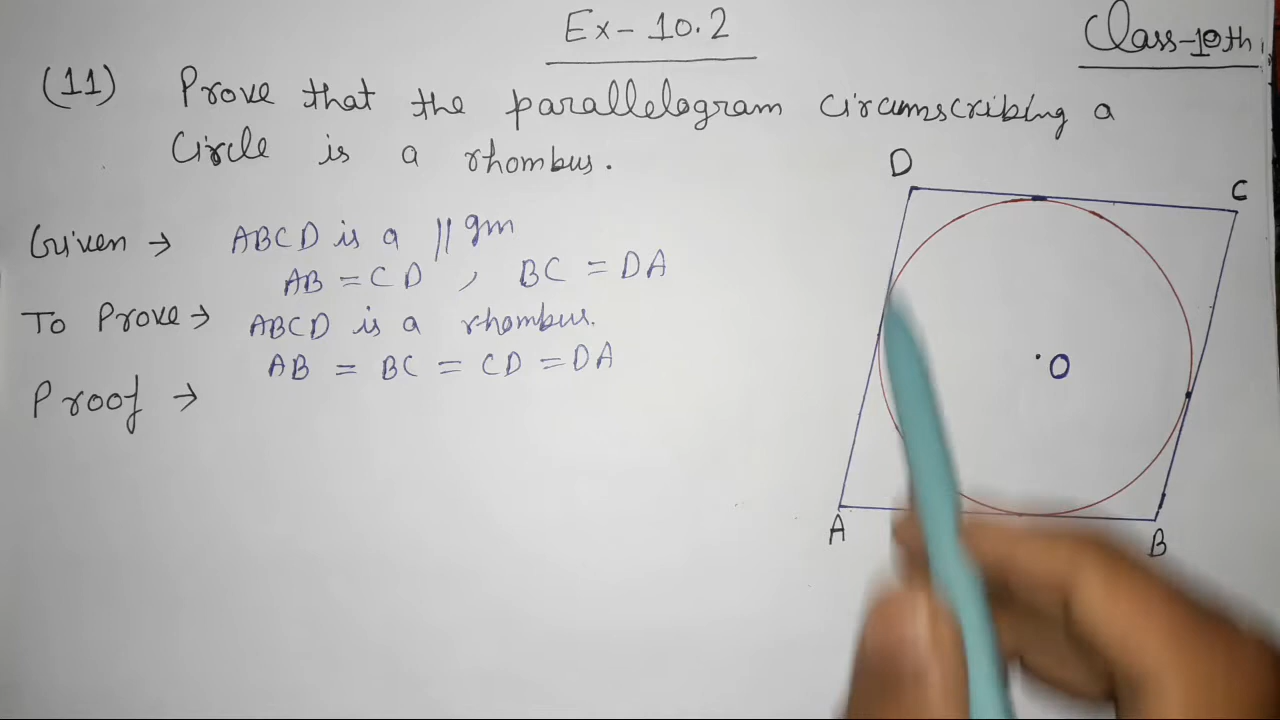 Ex- 10.2
Class-10th
(11) Prove that the parallelogram circumscribing a
Circle is a rhombus.
Given → ABCD is a || gm
AB = CD , BC = DA
To Prove → ABCD is a rhombus.
AB = BC = CD = DA
Proof →
D
C
O
A
B